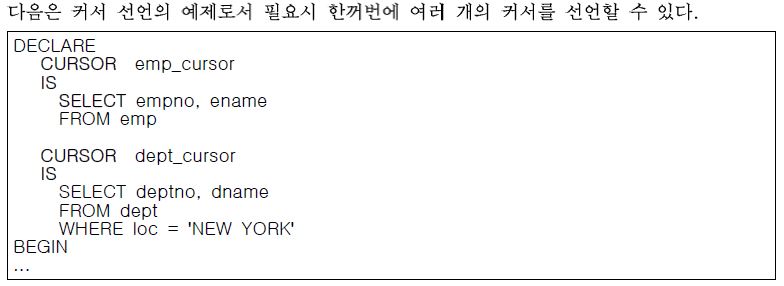 다음은 커서 선언의 예제로서 필요시 한꺼번에 여러 개의 커서를 선언할 수 있다.
DECLARE
CURSOR emp_cursor
IS
SELECT empno, ename
FROM emp
CURSOR dept_cursor
IS
SELECT deptno, dname
FROM dept
WHERE loc = 'NEW YORK'
BEGIN
...